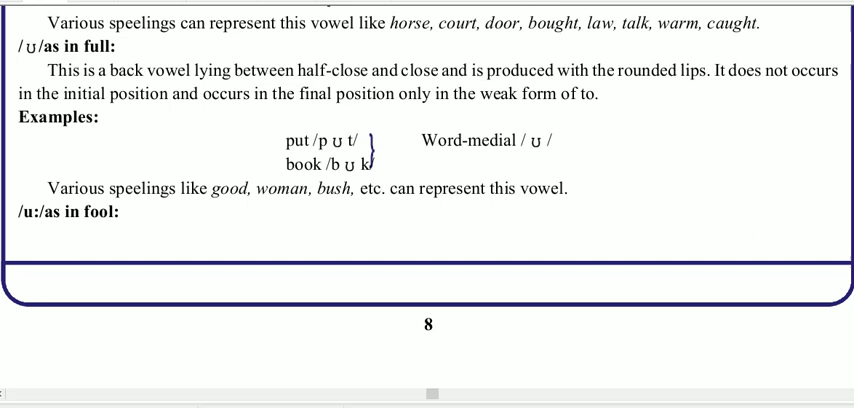 Various speelings can represent this vowel like horse, court, door, bought, law, talk, warm, caught.
/ʊ/as in full:
This is a back vowel lying between half-close and close and is produced with the rounded lips. It does not occurs
in the initial position and occurs in the final position only in the weak form of to.
Examples:
put /p ʊ t/ } Word-medial / ʊ /
book /b ʊ k/
Various speelings like good, woman, bush, etc. can represent this vowel.
/u:/as in fool:
8